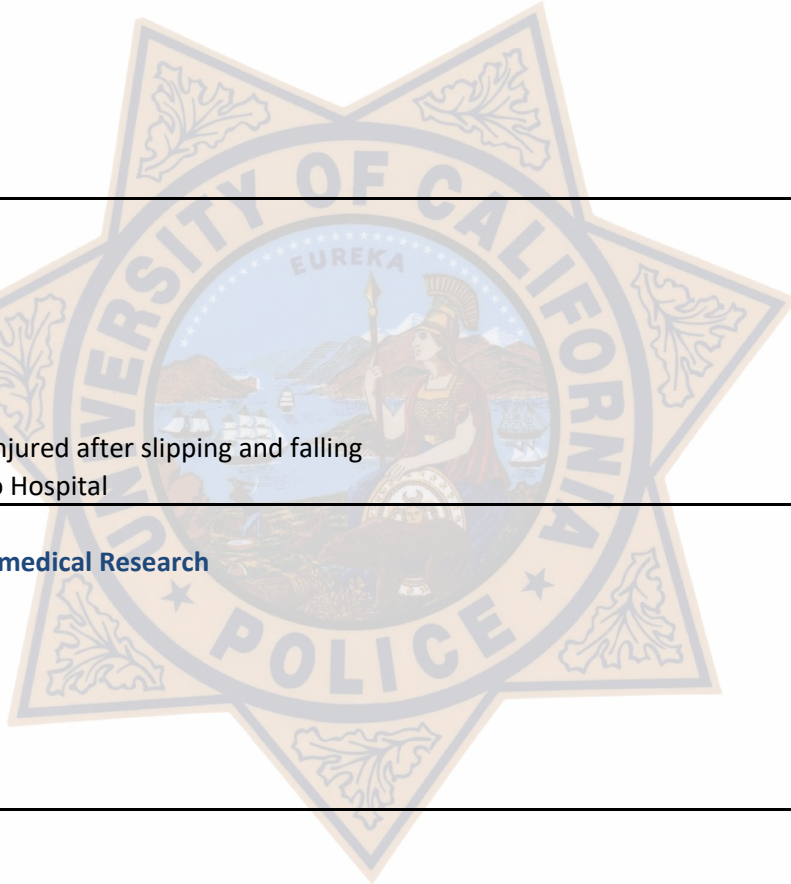 UNIVERSITY OF CALIFORNIA
EUREKA
njured after slipping and falling
Hospital
medical Research
POLICE